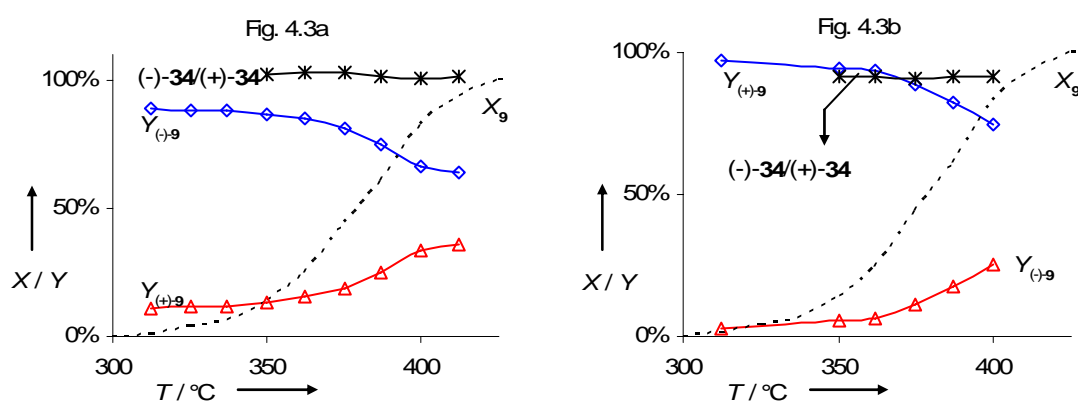 Fig. 4.3a
(-)-34/(+)-34
100%
Y(-)-9
X9
50%
X / Y
Y(+)-9
0%
300
350
400
T / °C
Fig. 4.3b
100%
Y(+)-9
X9
(-)-34/(+)-34
50%
X / Y
Y(-)-9
0%
300
350
400
T / °C